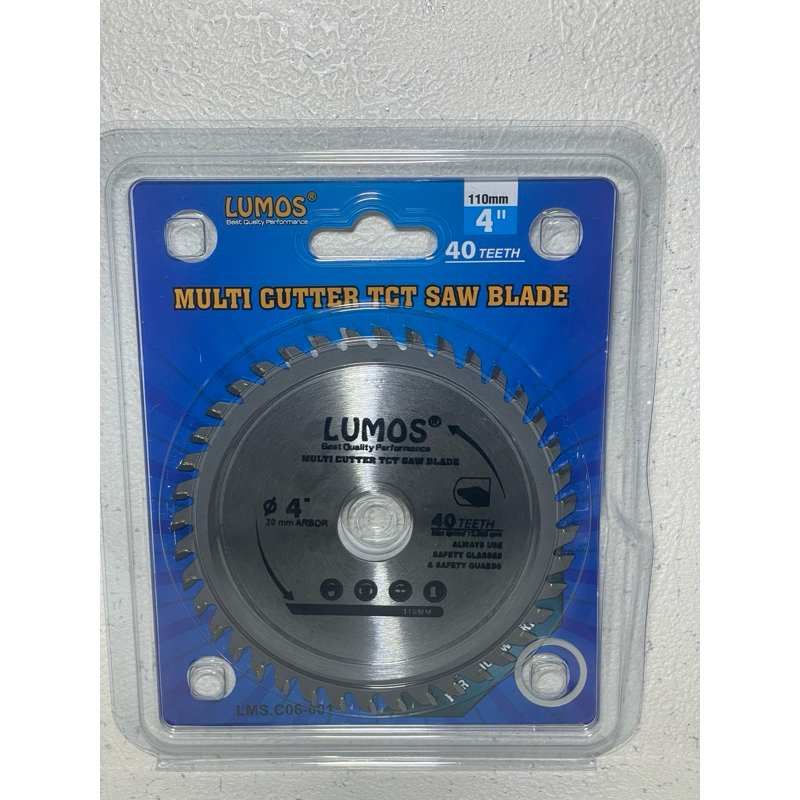 LUMOS®
Best Quality Performance
110mm
4"
40 TEETH
MULTI CUTTER TCT SAW BLADE
LUMOS®
Best Quality Performance
MULTI CUTTER TCT SAW BLADE
ø 4"
20 mm ARBOR
40 TEETH
ALWAYS USE
SAFETY GLASSES
& SAFETY GUARDS
110MM